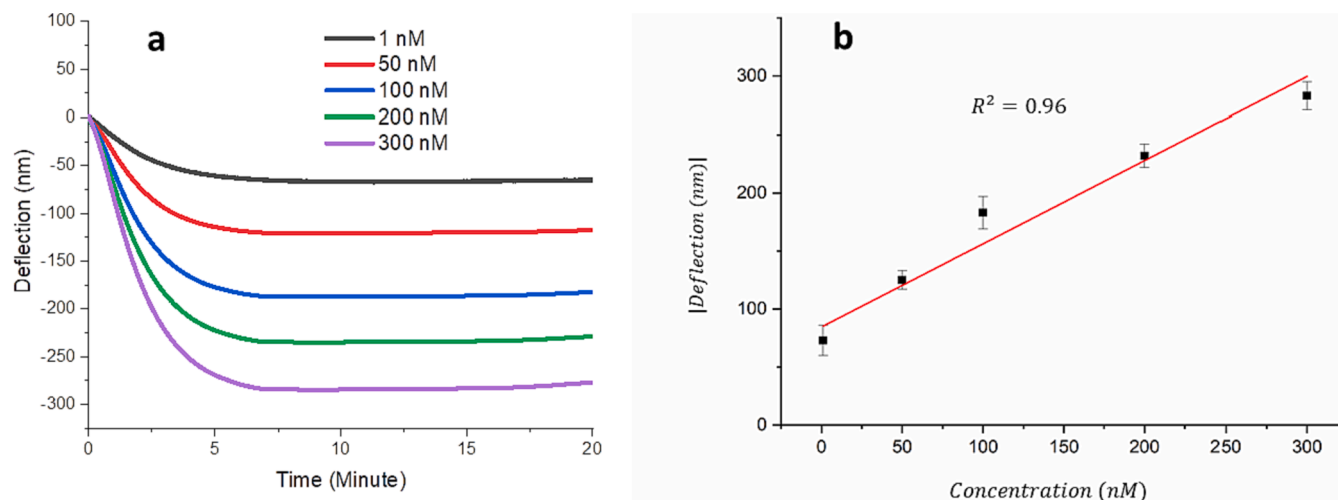 a
1 nM
50 nM
100 nM
200 nM
300 nM
100
50
0
-50
-100
-150
-200
-250
-300
Deflection (nm)
0
5
10
15
20
Time (Minute)
b
R² = 0.96
300
200
100
0
|Deflection (nm)|
0
50
100
150
200
250
300
Concentration (nM)